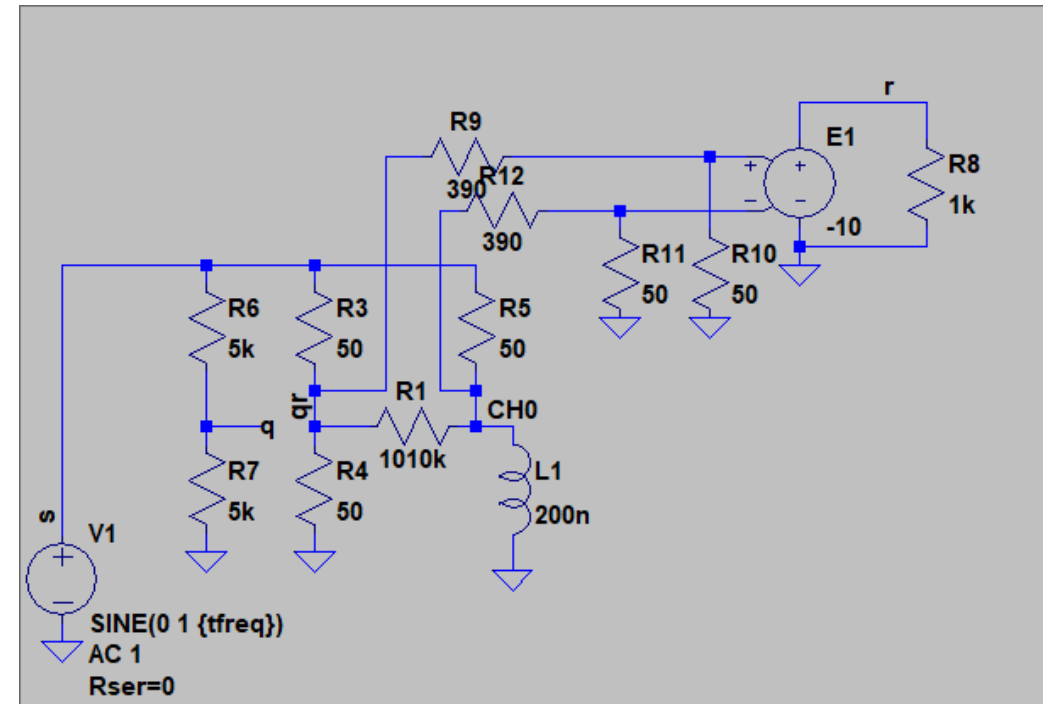 r
R9
E1
+
+
R8
390
R12
1k
−
−
390
-10
R11
R10
50
50
R6
R3
R5
5k
50
50
R1
qr
CH0
q
1010k
R7
R4
L1
5k
50
200n
s
V1
+
−
SINE(0 1 {tfreq})
AC 1
Rser=0